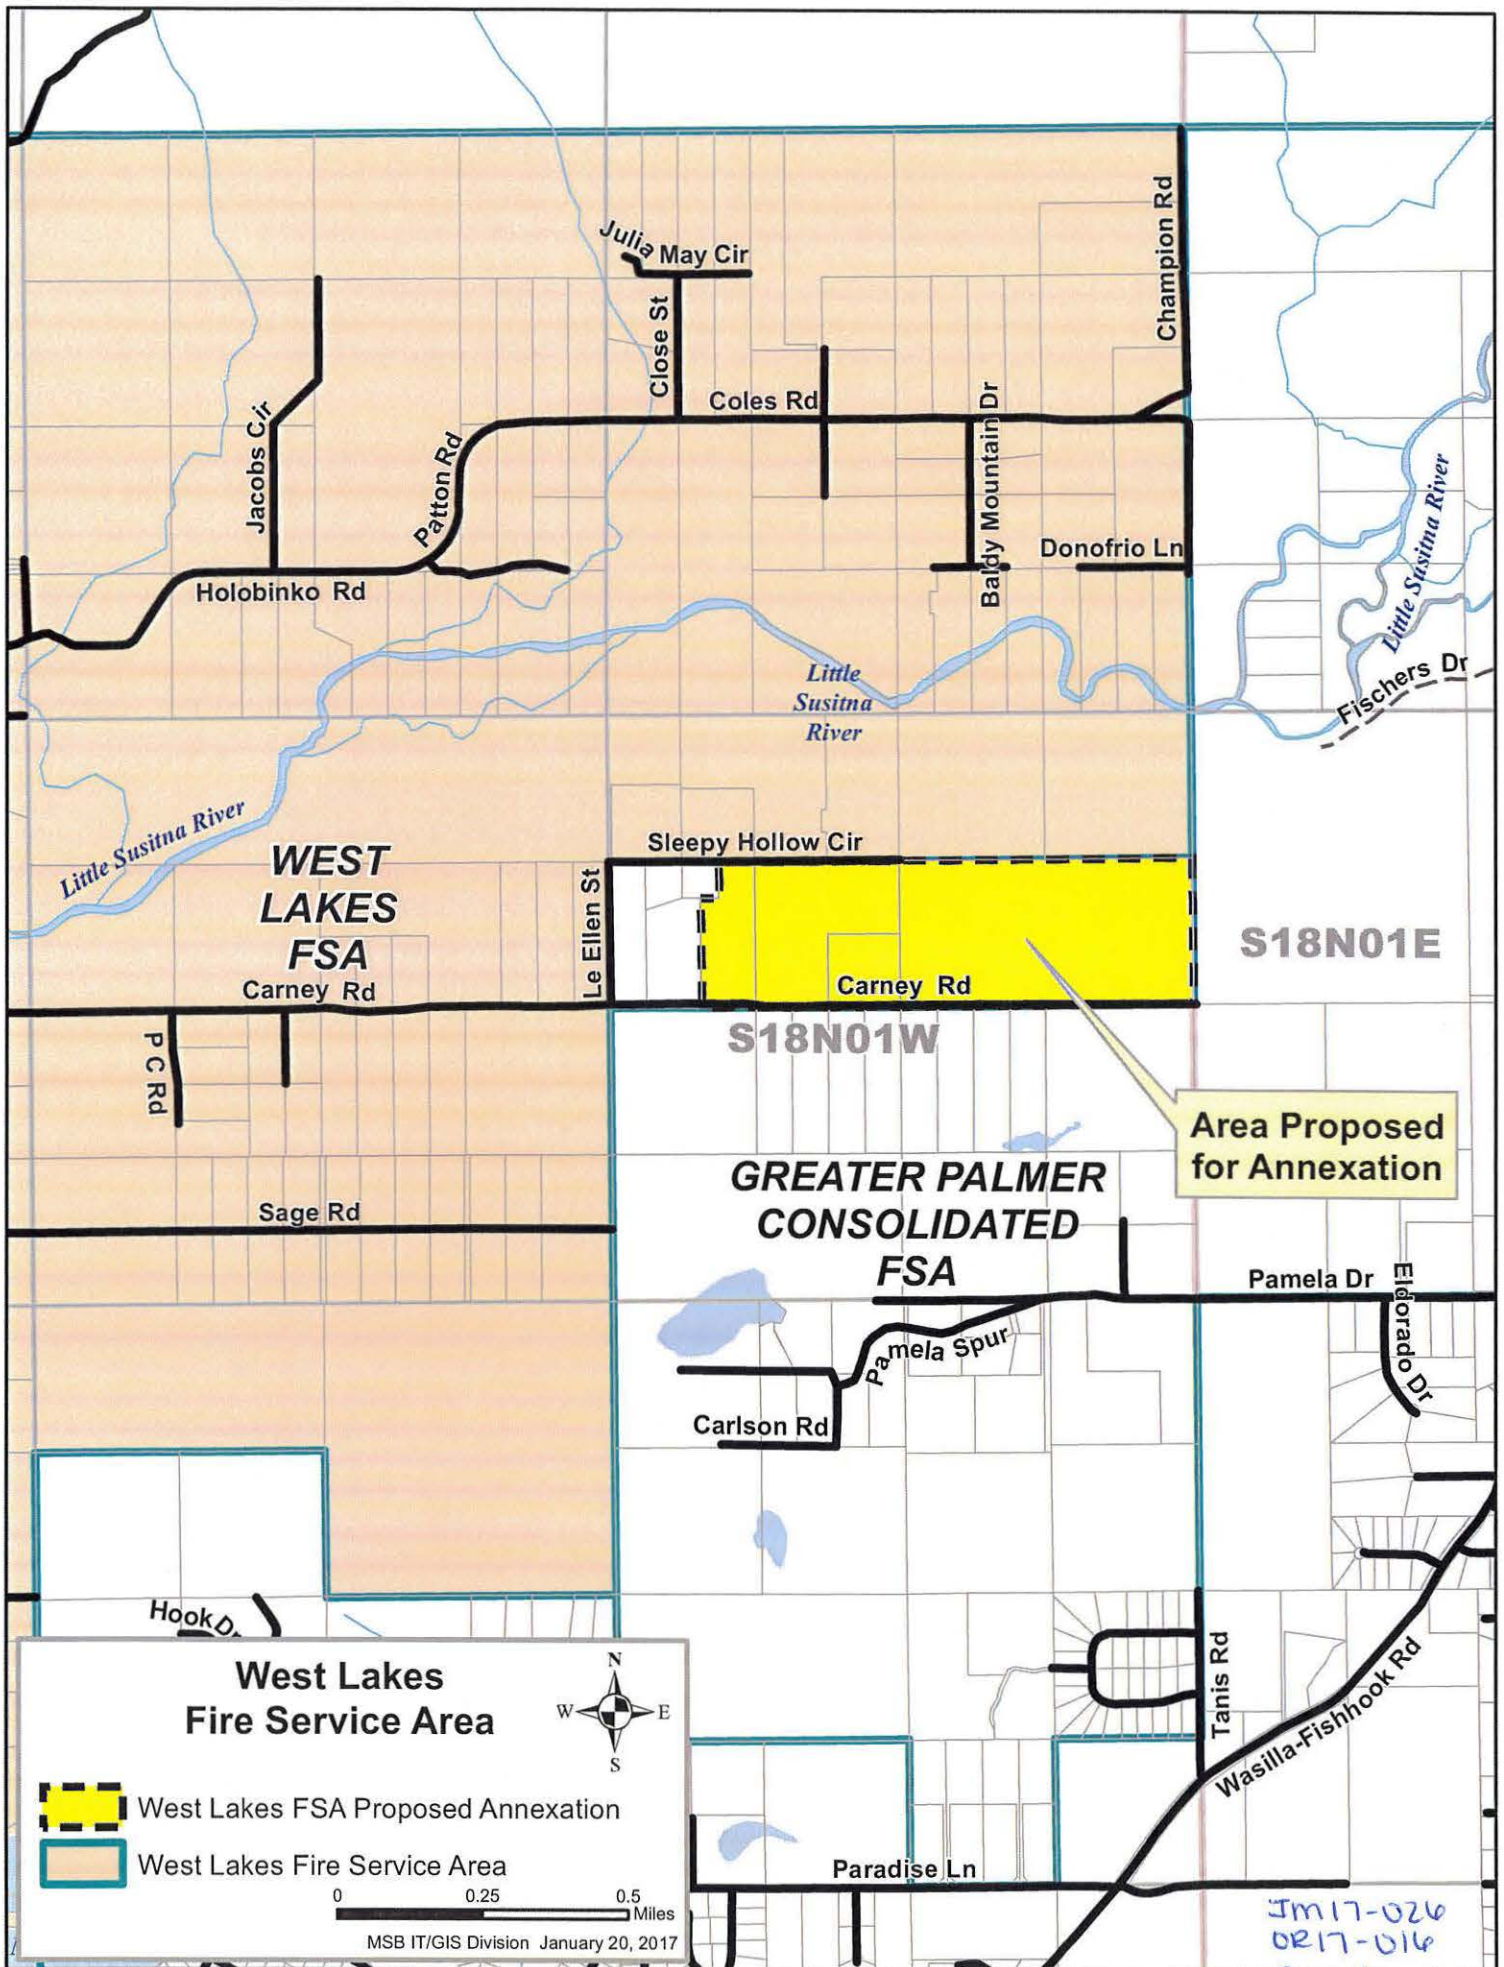 Champion Rd
Julia May Cir
Close St
Coles Rd
Jacobs Cir
Patton Rd
Baldy Mountain Dr
Donofrio Ln
Holobinko Rd
Little Susitna River
Little
Susitna
River
Fischers Dr
Little Susitna River
Sleepy Hollow Cir
WEST
LAKES
FSA
Le Ellen St
S18N01E
Carney Rd
Carney Rd
S18N01W
P C Rd
Area Proposed
for Annexation
GREATER PALMER
CONSOLIDATED
FSA
Sage Rd
Pamela Dr
Eldorado Dr
Pamela Spur
Carlson Rd
Hook Dr
Tanis Rd
Wasilla-Fishhook Rd
Paradise Ln
West Lakes
Fire Service Area
N
W E
S
West Lakes FSA Proposed Annexation
West Lakes Fire Service Area
0 0.25 0.5
Miles
MSB IT/GIS Division January 20, 2017
IM17-026
OR17-016